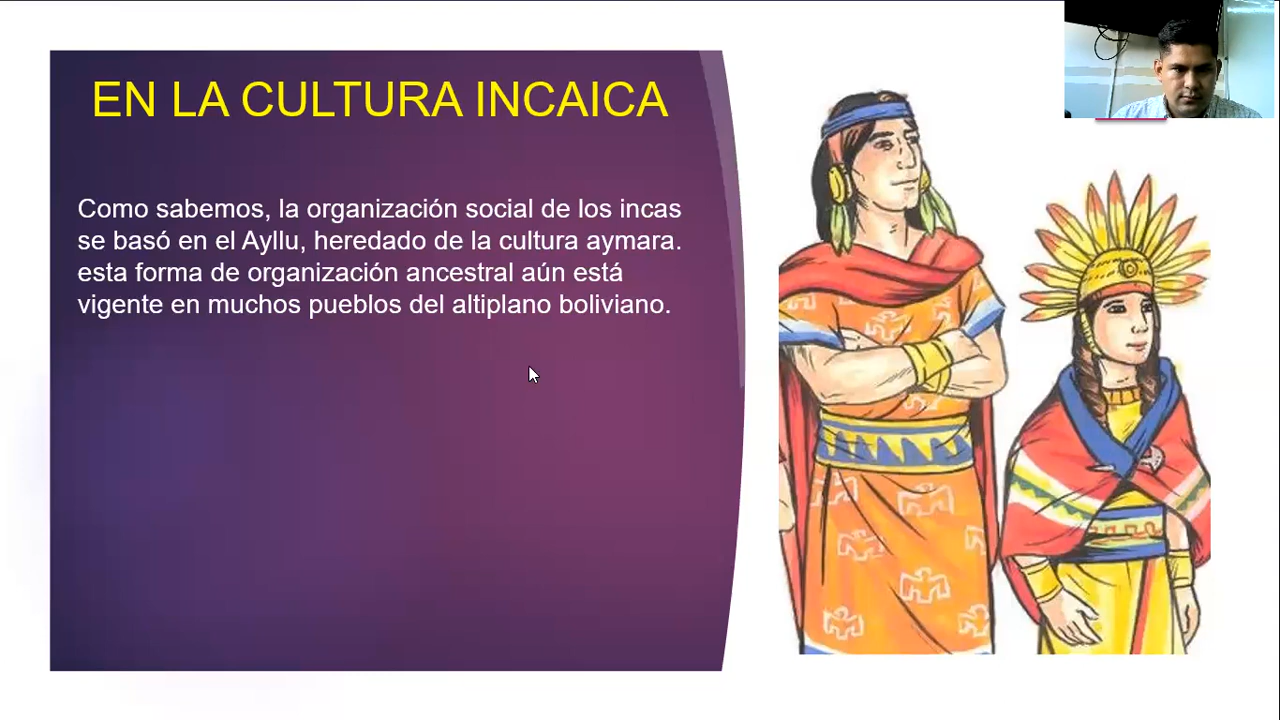 EN LA CULTURA INCAICA
Como sabemos, la organización social de los incas
se basó en el Ayllu, heredado de la cultura aymara.
esta forma de organización ancestral aún está
vigente en muchos pueblos del altiplano boliviano.